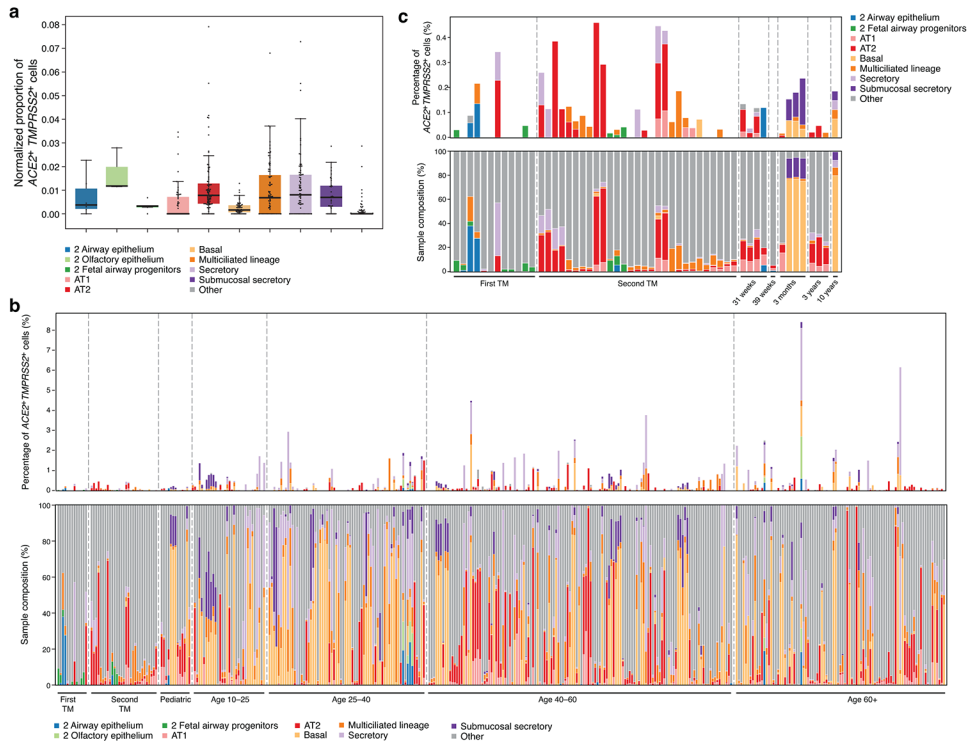 a
Normalized proportion of
ACE2+ TMPRSS2+ cells
0.08
0.07
0.06
0.05
0.04
0.03
0.02
0.01
0.00
2 Airway epithelium
2 Olfactory epithelium
2 Fetal airway progenitors
AT1
AT2
Basal
Multiciliated lineage
Secretory
Submucosal secretory
Other
c
Percentage of
ACE2+TMPRSS2+ cells (%)
0.4
0.3
0.2
0.1
0.0
2 Airway epithelium
2 Fetal airway progenitors
AT1
AT2
Basal
Multiciliated lineage
Secretory
Submucosal secretory
Other
Sample composition (%)
100
80
60
40
20
0
First TM
Second TM
31 weeks
39 weeks
3 months
3 years
10 years
b
Percentage of ACE2+TMPRSS2+ cells (%)
8
7
6
5
4
3
2
1
0
Sample composition (%)
100
80
60
40
20
0
First
TM
Second
TM
Pediatric
Age 10–25
Age 25–40
Age 40–60
Age 60+
2 Airway epithelium
2 Olfactory epithelium
2 Fetal airway progenitors
AT1
AT2
Basal
Multiciliated lineage
Secretory
Submucosal secretory
Other